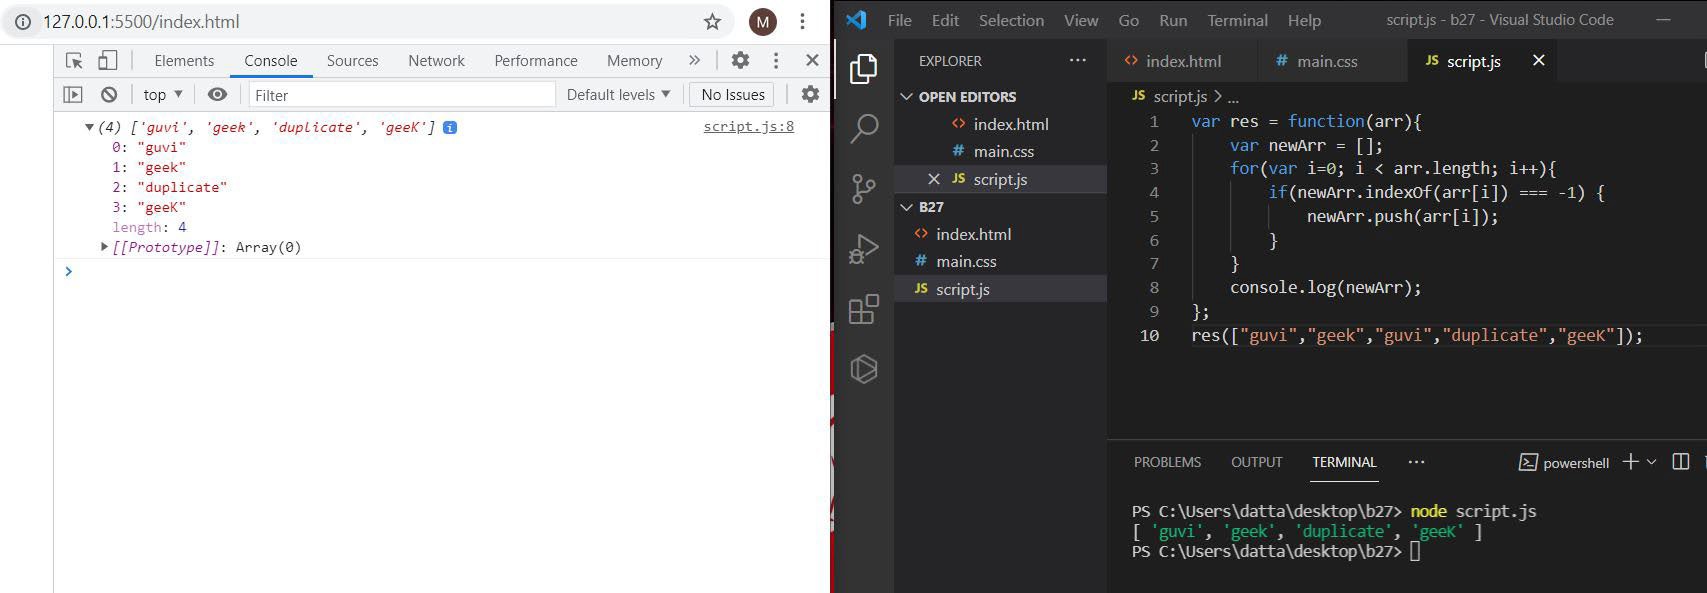 127.0.0.1:5500/index.html
M
Elements Console Sources Network Performance Memory »
top Filter Default levels No Issues
(4) ['guvi', 'geek', 'duplicate', 'geeK'] i script.js:8
0: "guvi"
1: "geek"
2: "duplicate"
3: "geeK"
length: 4
[[Prototype]]: Array(0)
File Edit Selection View Go Run Terminal Help script.js - b27 - Visual Studio Code
EXPLORER ...
OPEN EDITORS
<> index.html
# main.css
JS script.js
B27
<> index.html
# main.css
JS script.js
<> index.html # main.css JS script.js
JS script.js > ...
1 var res = function(arr){
2 var newArr = [];
3 for(var i=0; i < arr.length; i++){
4 if(newArr.indexOf(arr[i]) === -1) {
5 newArr.push(arr[i]);
6 }
7 }
8 console.log(newArr);
9 };
10 res(["guvi","geek","guvi","duplicate","geeK"]);
PROBLEMS OUTPUT TERMINAL ... powershell
PS C:\Users\datta\desktop\b27> node script.js
[ 'guvi', 'geek', 'duplicate', 'geeK' ]
PS C:\Users\datta\desktop\b27>